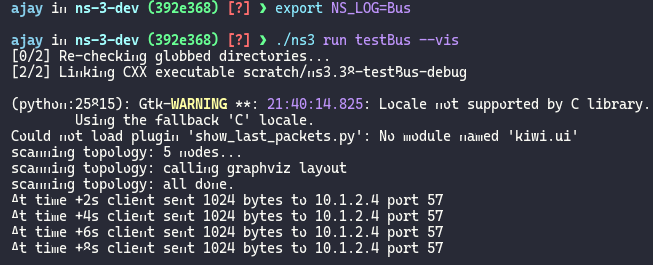 ajay in ns-3-dev (392e368) [?] ❯ export NS_LOG=Bus
ajay in ns-3-dev (392e368) [?] ❯ ./ns3 run testBus --vis
[0/2] Re-checking globbed directories...
[2/2] Linking CXX executable scratch/ns3.38-testBus-debug
(python:25815): Gtk-WARNING **: 21:40:14.825: Locale not supported by C library.
Using the fallback 'C' locale.
Could not load plugin 'show_last_packets.py': No module named 'kiwi.ui'
scanning topology: 5 nodes...
scanning topology: calling graphviz layout
scanning topology: all done.
At time +2s client sent 1024 bytes to 10.1.2.4 port 57
At time +4s client sent 1024 bytes to 10.1.2.4 port 57
At time +6s client sent 1024 bytes to 10.1.2.4 port 57
At time +8s client sent 1024 bytes to 10.1.2.4 port 57